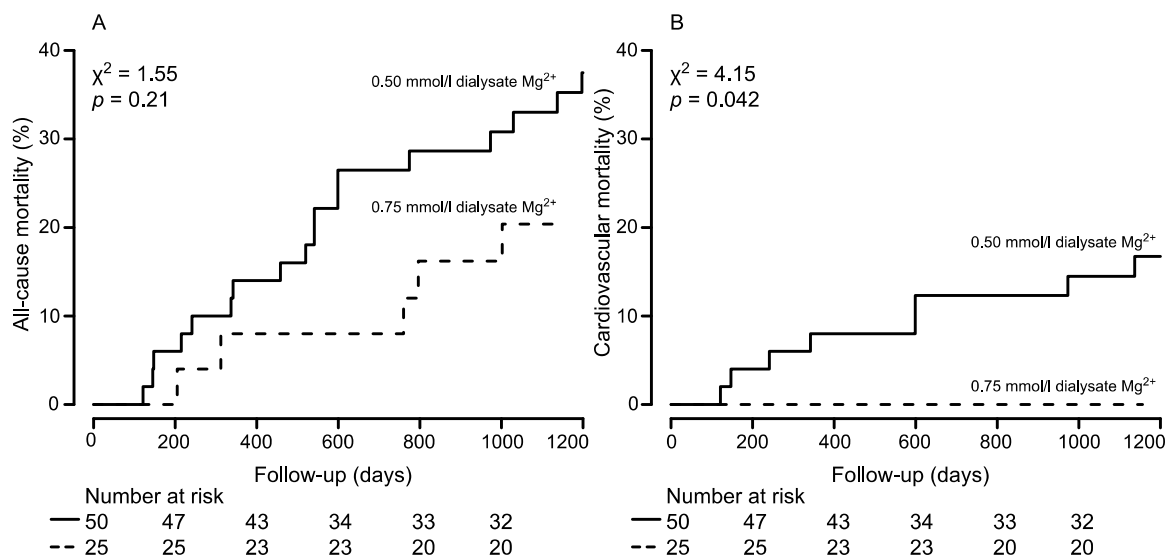 A
40
30
20
10
0
All-cause mortality (%)
χ² = 1.55
p = 0.21
0.50 mmol/l dialysate Mg²⁺
0.75 mmol/l dialysate Mg²⁺
0 200 400 600 800 1000 1200
Follow-up (days)
Number at risk
50 47 43 34 33 32
25 25 23 23 20 20
B
40
30
20
10
0
Cardiovascular mortality (%)
χ² = 4.15
p = 0.042
0.50 mmol/l dialysate Mg²⁺
0.75 mmol/l dialysate Mg²⁺
0 200 400 600 800 1000 1200
Follow-up (days)
Number at risk
50 47 43 34 33 32
25 25 23 23 20 20